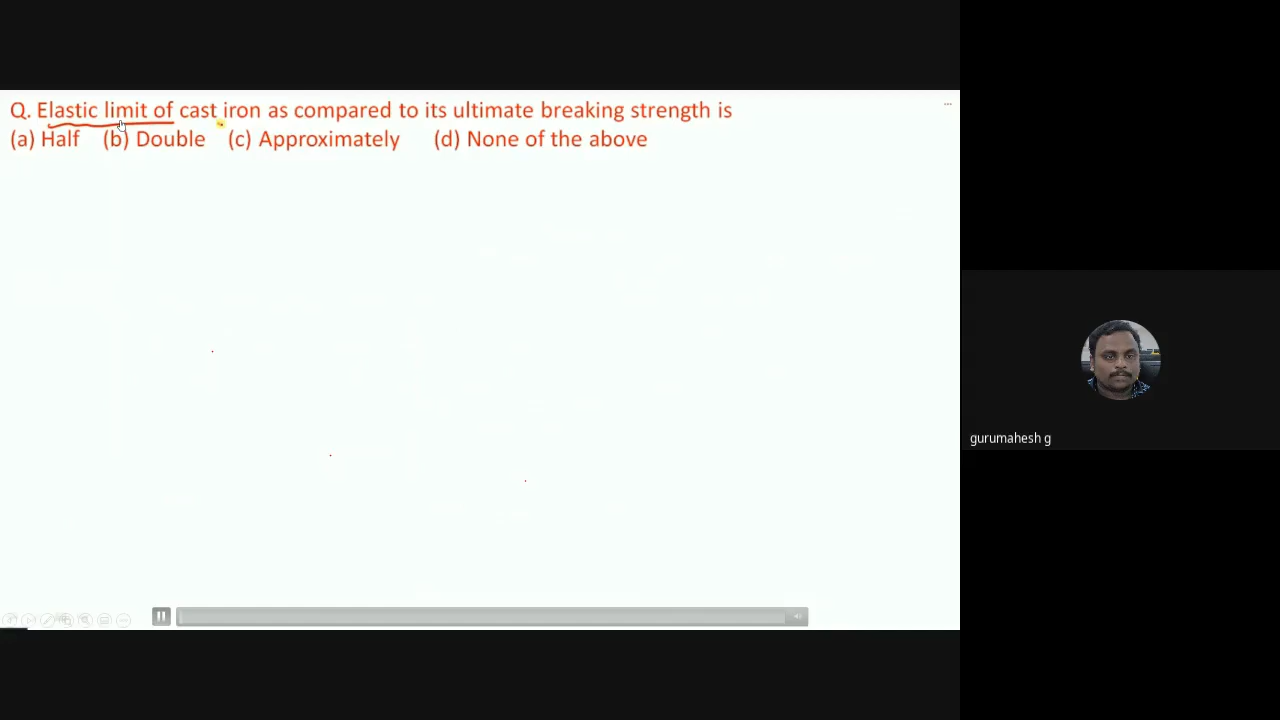 Q. Elastic limit of cast iron as compared to its ultimate breaking strength is
(a) Half (b) Double (c) Approximately (d) None of the above
gurumahesh g